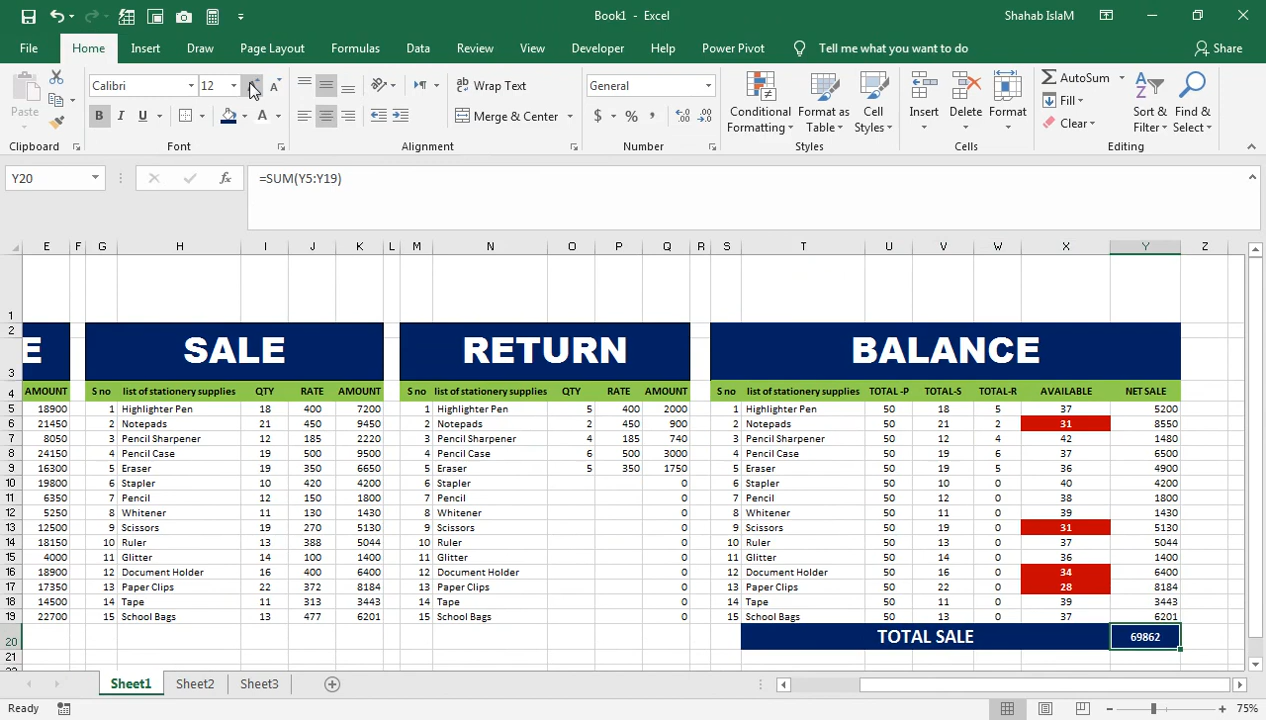 Book1 - Excel
Shahab IslaM
File Home Insert Draw Page Layout Formulas Data Review View Developer Help Power Pivot Tell me what you want to do Share
Paste Calibri 12 A A Wrap Text General Conditional Formatting Format as Table Cell Styles Insert Delete Format AutoSum Fill Clear Sort & Filter Find & Select
B I U A Merge & Center $ % ,
Clipboard Font Alignment Number Styles Cells Editing
Y20 fx =SUM(Y5:Y19)
E F G H I J K L M N O P Q R S T U V W X Y Z
1
2
3 E SALE RETURN BALANCE
4 AMOUNT S no list of stationery supplies QTY RATE AMOUNT S no list of stationery supplies QTY RATE AMOUNT S no list of stationery supplies TOTAL -P TOTAL-S TOTAL-R AVAILABLE NET SALE
5 18900 1 Highlighter Pen 18 400 7200 1 Highlighter Pen 5 400 2000 1 Highlighter Pen 50 18 5 37 5200
6 21450 2 Notepads 21 450 9450 2 Notepads 2 450 900 2 Notepads 50 21 2 31 8550
7 8050 3 Pencil Sharpener 12 185 2220 3 Pencil Sharpener 4 185 740 3 Pencil Sharpener 50 12 4 42 1480
8 24150 4 Pencil Case 19 500 9500 4 Pencil Case 6 500 3000 4 Pencil Case 50 19 6 37 6500
9 16300 5 Eraser 19 350 6650 5 Eraser 5 350 1750 5 Eraser 50 19 5 36 4900
10 19800 6 Stapler 10 420 4200 6 Stapler 0 6 Stapler 50 10 0 40 4200
11 6350 7 Pencil 12 150 1800 7 Pencil 0 7 Pencil 50 12 0 38 1800
12 5250 8 Whitener 11 130 1430 8 Whitener 0 8 Whitener 50 11 0 39 1430
13 12500 9 Scissors 19 270 5130 9 Scissors 0 9 Scissors 50 19 0 31 5130
14 18150 10 Ruler 13 388 5044 10 Ruler 0 10 Ruler 50 13 0 37 5044
15 4000 11 Glitter 14 100 1400 11 Glitter 0 11 Glitter 50 14 0 36 1400
16 18900 12 Document Holder 16 400 6400 12 Document Holder 0 12 Document Holder 50 16 0 34 6400
17 17350 13 Paper Clips 22 372 8184 13 Paper Clips 0 13 Paper Clips 50 22 0 28 8184
18 14500 14 Tape 11 313 3443 14 Tape 0 14 Tape 50 11 0 39 3443
19 22700 15 School Bags 13 477 6201 15 School Bags 0 15 School Bags 50 13 0 37 6201
20 TOTAL SALE 69862
21
Sheet1 Sheet2 Sheet3
Ready 75%